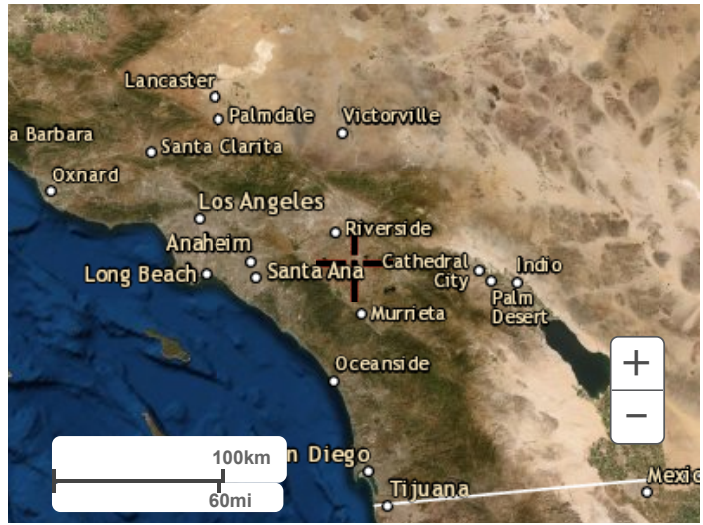 Lancaster
Palmdale
Victorville
a Barbara
Santa Clarita
Oxnard
Los Angeles
Riverside
Anaheim
Cathedral
City
Indio
Long Beach
Santa Ana
Palm
Desert
Murrieta
Oceanside
+
−
100km
n Diego
60mi
Tijuana
Mexic